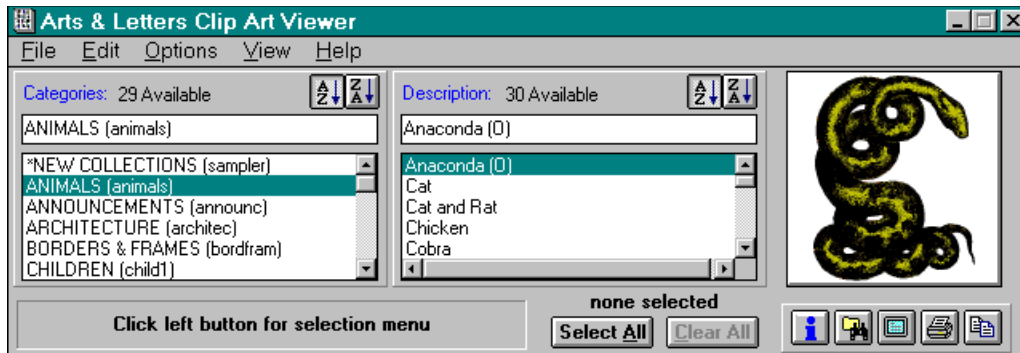 Arts & Letters Clip Art Viewer
File Edit Options View Help
Categories: 29 Available
A Z
Z A
ANIMALS (animals)
*NEW COLLECTIONS (sampler)
ANIMALS (animals)
ANNOUNCEMENTS (announc)
ARCHITECTURE (architec)
BORDERS & FRAMES (bordfram)
CHILDREN (child1)
Description: 30 Available
A Z
Z A
Anaconda (O)
Anaconda (O)
Cat
Cat and Rat
Chicken
Cobra
Click left button for selection menu
none selected
Select All Clear All
i